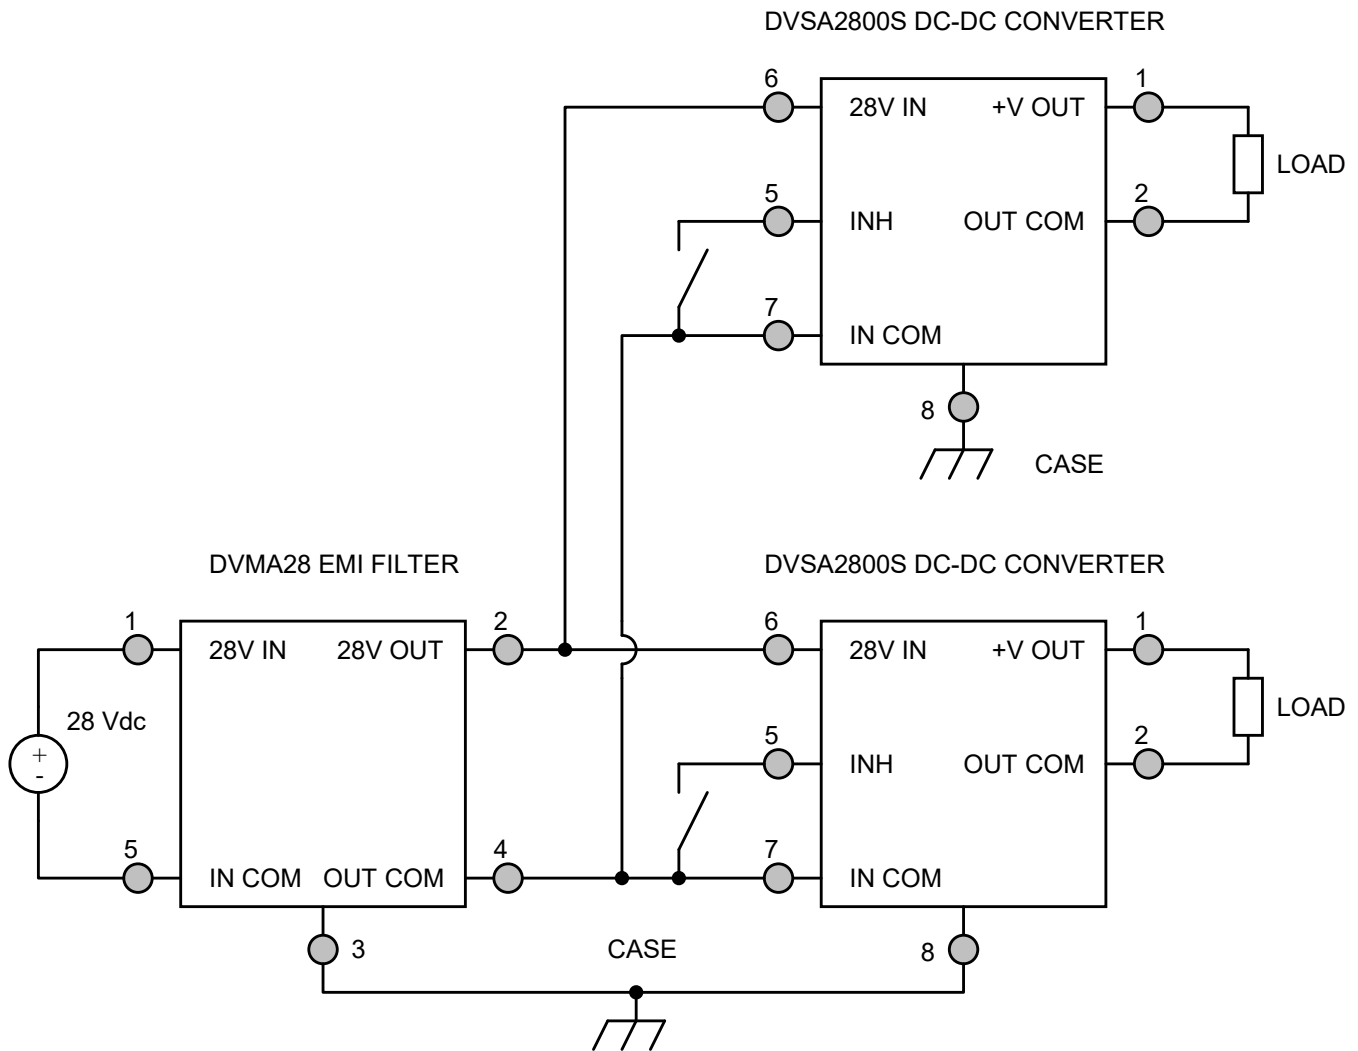 DVSA2800S DC-DC CONVERTER
6
1
28V IN
+V OUT
LOAD
5
2
INH
OUT COM
7
IN COM
8
CASE
DVMA28 EMI FILTER
DVSA2800S DC-DC CONVERTER
1
2
6
1
28V IN
28V OUT
28V IN
+V OUT
28 Vdc
+
-
LOAD
5
2
INH
OUT COM
5
4
7
IN COM
OUT COM
IN COM
3
CASE
8